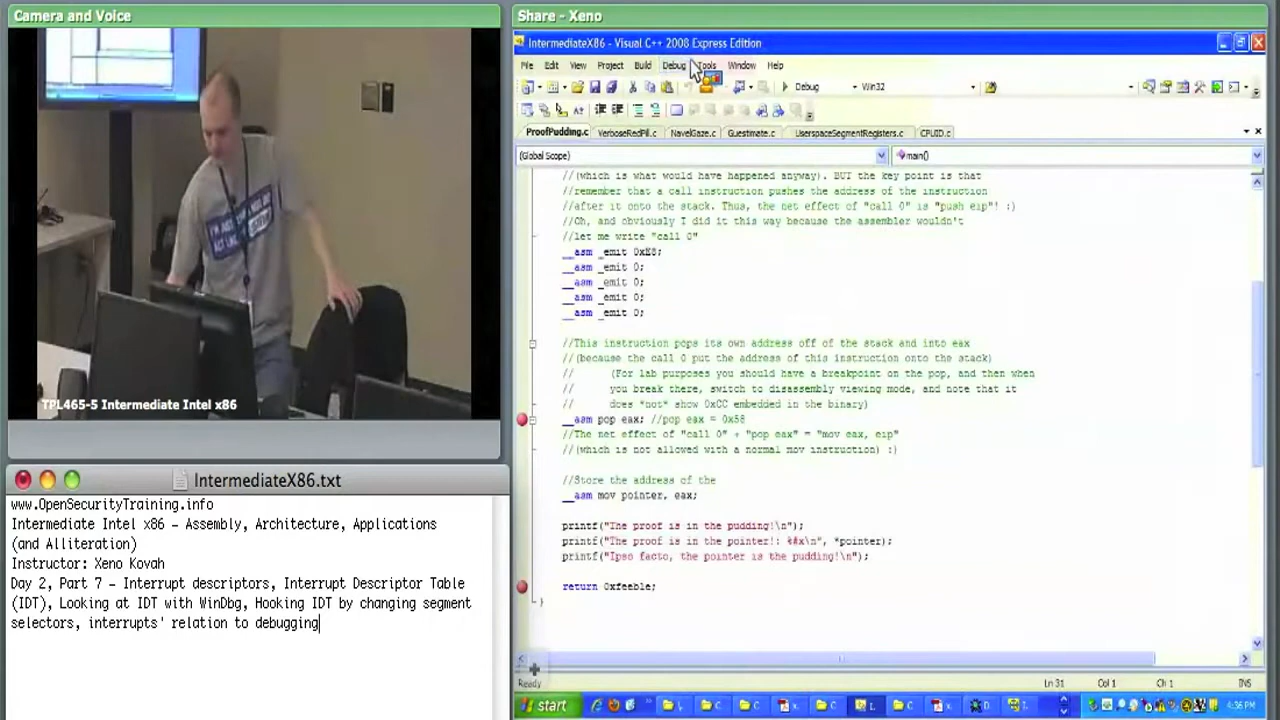 Camera and Voice
TPL465-5 Intermediate Intel x86
IntermediateX86.txt
www.OpenSecurityTraining.info
Intermediate Intel x86 – Assembly, Architecture, Applications
(and Alliteration)
Instructor: Xeno Kovah
Day 2, Part 7 – Interrupt descriptors, Interrupt Descriptor Table
(IDT), Looking at IDT with WinDbg, Hooking IDT by changing segment
selectors, interrupts' relation to debugging
Share - Xeno
IntermediateX86 - Visual C++ 2008 Express Edition
File Edit View Project Build Debug Tools Window Help
Debug Win32
ProofPudding.c VerboseRedPill.c NavelGaze.c Guestimate.c UserspaceSegmentRegisters.c CPUID.c
(Global Scope) main()
//(which is what would have happened anyway). BUT the key point is that
//remember that a call instruction pushes the address of the instruction
//after it onto the stack. Thus, the net effect of "call 0" is "push eip"! :)
//Oh, and obviously I did it this way because the assembler wouldn't
//let me write "call 0"
__asm _emit 0xE8;
__asm _emit 0;
__asm _emit 0;
__asm _emit 0;
__asm _emit 0;
//This instruction pops its own address off of the stack and into eax
//(because the call 0 put the address of this instruction onto the stack)
// (For lab purposes you should have a breakpoint on the pop, and then when
// you break there, switch to disassembly viewing mode, and note that it
// does *not* show 0xCC embedded in the binary)
__asm pop eax; //pop eax = 0x58
//The net effect of "call 0" + "pop eax" = "mov eax, eip"
//(which is not allowed with a normal mov instruction) :)
//Store the address of the
__asm mov pointer, eax;
printf("The proof is in the pudding!\n");
printf("The proof is in the pointer!: %#x\n", *pointer);
printf("Ipso facto, the pointer is the pudding!\n");
return 0xfeeb1e;
}
Ready Ln 31 Col 1 Ch 1 INS
start 4:36 PM